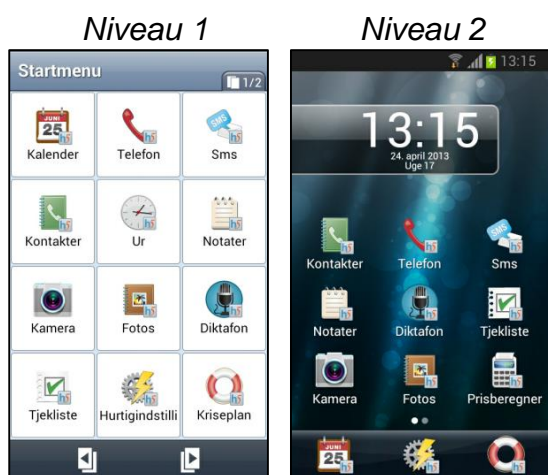 Niveau 1
Startmenu
1/2
JUNI
25
Kalender
Telefon
SMS
Sms
Kontakter
Ur
Notater
Kamera
Fotos
Diktafon
Tjekliste
Hurtigindstilli
Kriseplan
Niveau 2
13:15
13:15
24. april 2013
Uge 17
Kontakter
Telefon
SMS
Sms
Notater
Diktafon
Tjekliste
Kamera
Fotos
Prisberegner
JUNI
25